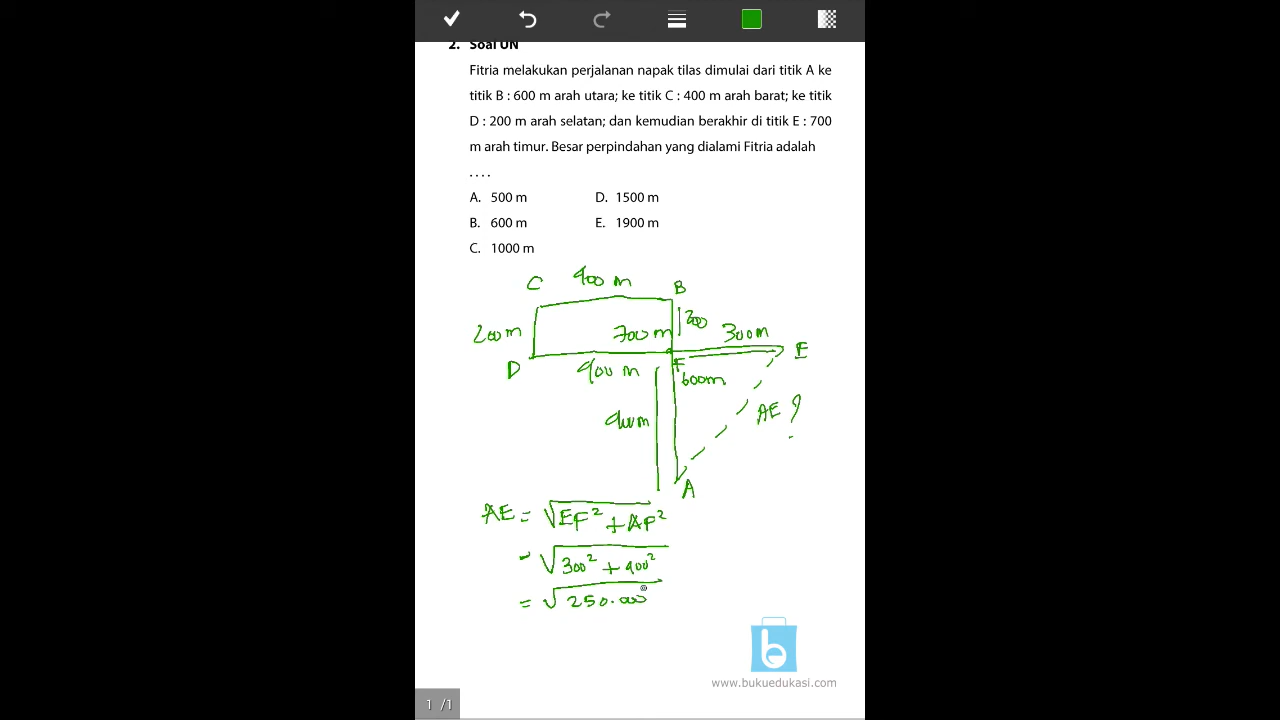 2. Soal UN
Fitria melakukan perjalanan napak tilas dimulai dari titik A ke
titik B : 600 m arah utara; ke titik C : 400 m arah barat; ke titik
D : 200 m arah selatan; dan kemudian berakhir di titik E : 700
m arah timur. Besar perpindahan yang dialami Fitria adalah
. . . .
A. 500 m D. 1500 m
B. 600 m E. 1900 m
C. 1000 m
C 400 m B
200 m 700 m 200 300 m E
D 400 m F 600m
400m AE ?
A
AE = √EF² + AF²
= √300² + 400²
= √250.000
b
www.bukuedukasi.com
1 /1